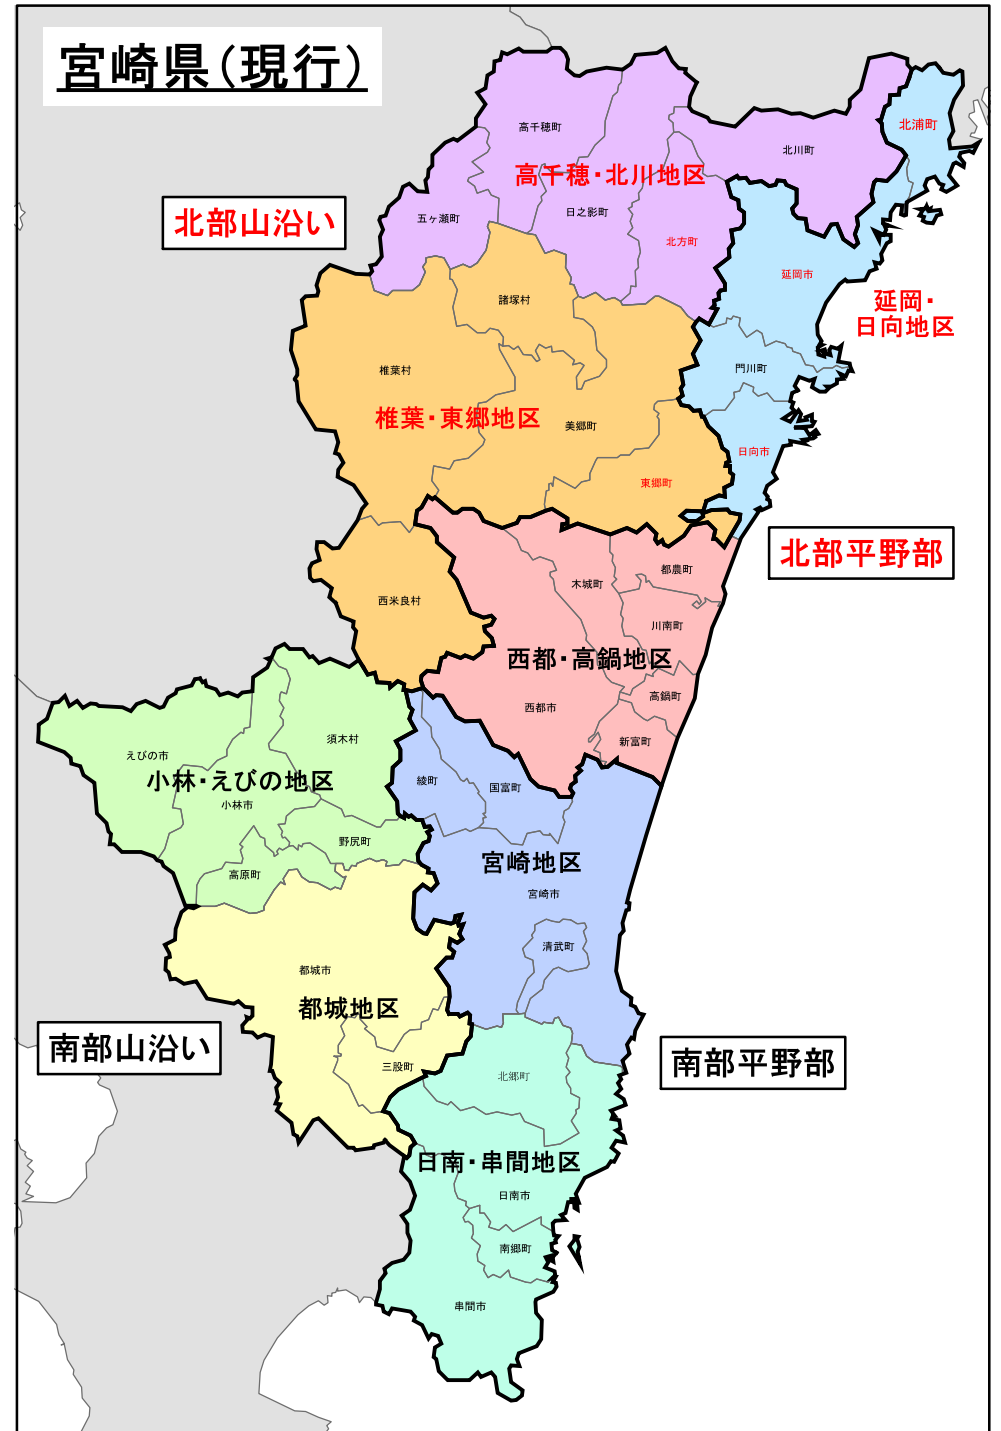 宮崎県(現行)
北浦町
高千穂町
北川町
高千穂・北川地区
五ヶ瀬町
日之影町
北部山沿い
北方町
延岡市
諸塚村
延岡・
日向地区
椎葉村
門川町
椎葉・東郷地区
美郷町
日向市
東郷町
北部平野部
都農町
木城町
西米良村
川南町
西都・高鍋地区
高鍋町
西都市
須木村
新富町
えびの市
小林・えびの地区
綾町
国富町
小林市
野尻町
宮崎地区
高原町
宮崎市
清武町
都城市
都城地区
南部山沿い
南部平野部
三股町
北郷町
日南・串間地区
日南市
南郷町
串間市